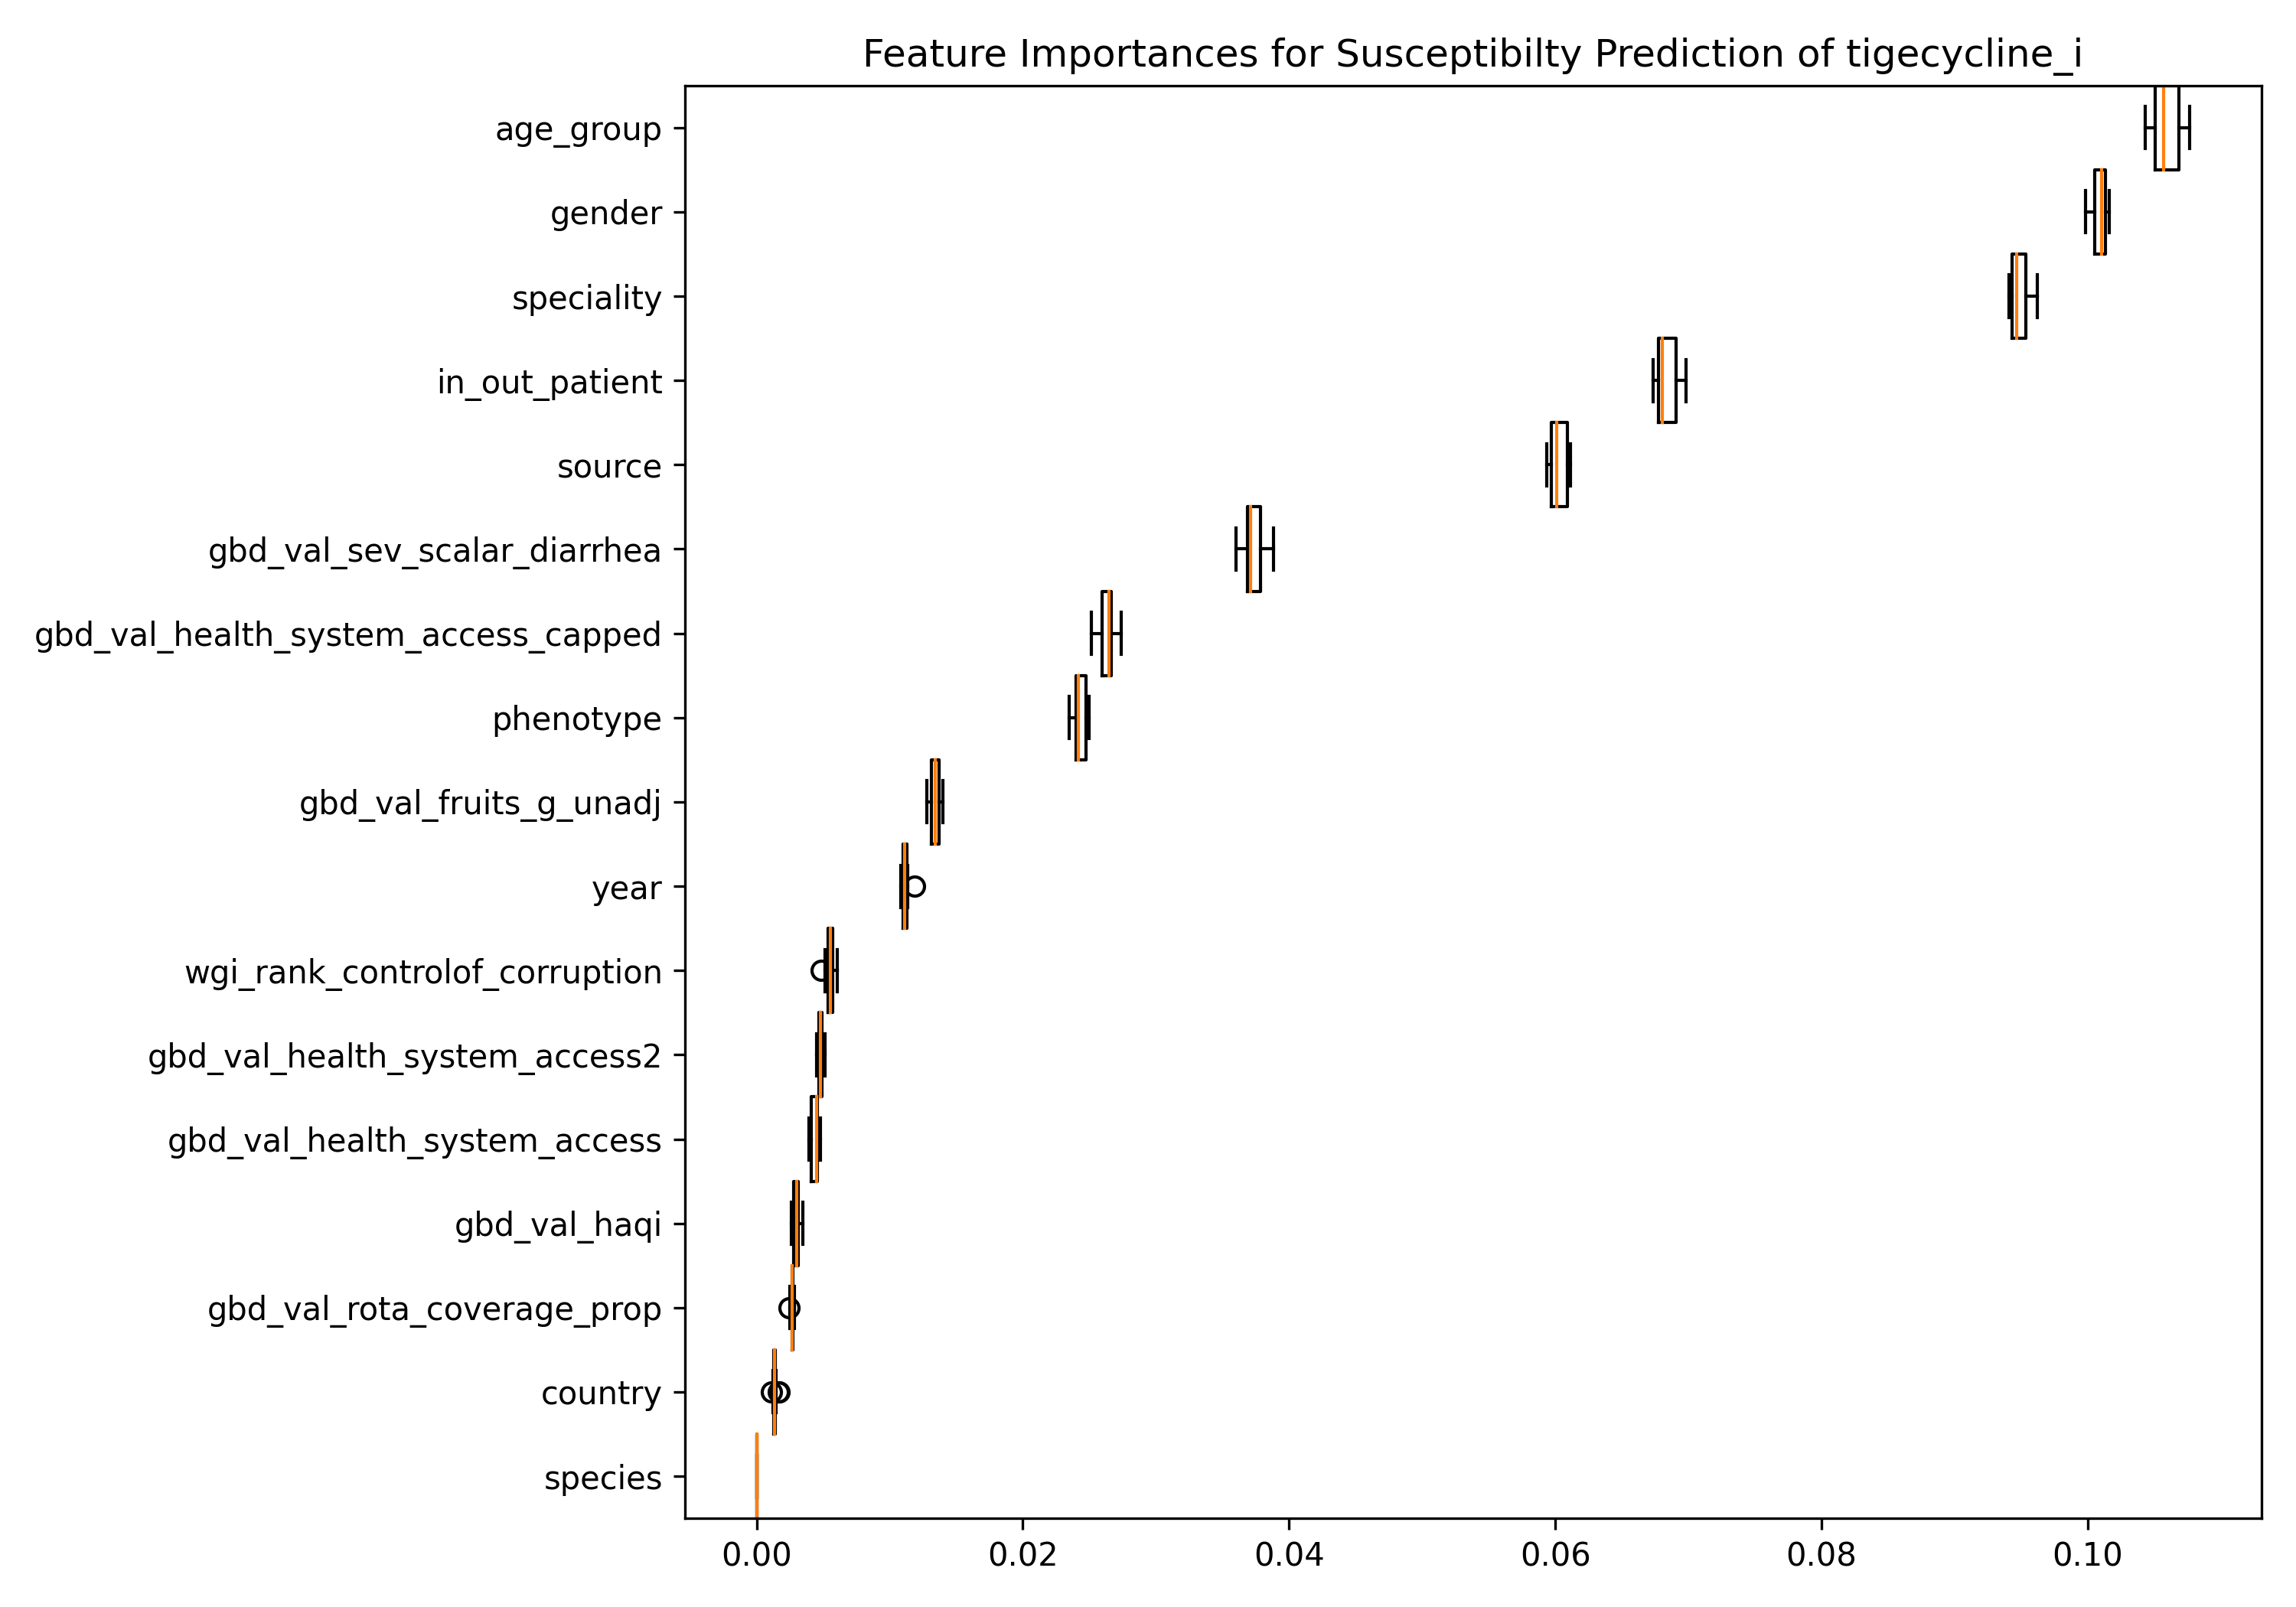 Feature Importances for Susceptibilty Prediction of tigecycline_i
age_group
gender
speciality
in_out_patient
source
gbd_val_sev_scalar_diarrhea
gbd_val_health_system_access_capped
phenotype
gbd_val_fruits_g_unadj
year
wgi_rank_controlof_corruption
gbd_val_health_system_access2
gbd_val_health_system_access
gbd_val_haqi
gbd_val_rota_coverage_prop
country
species
0.00 0.02 0.04 0.06 0.08 0.10